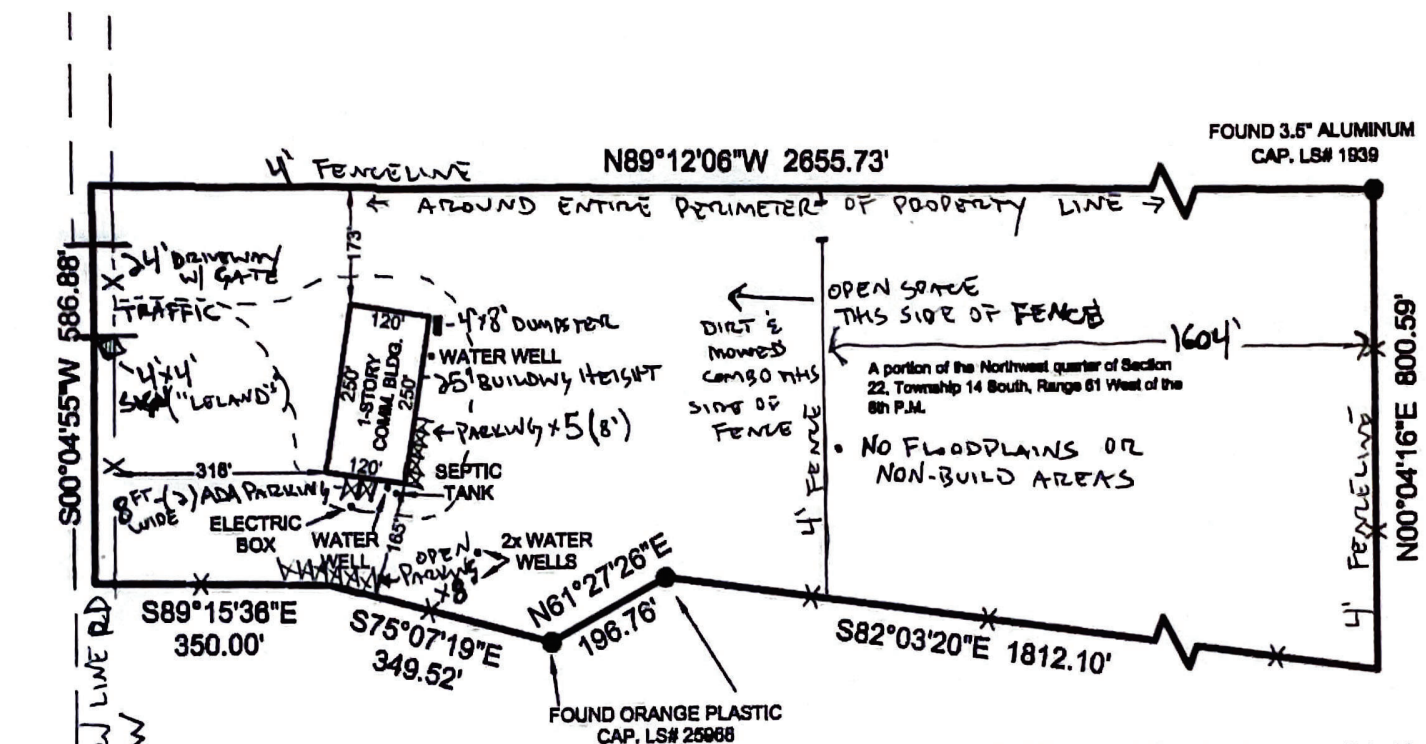 FOUND 3.5" ALUMINUM
CAP. LS# 1939
N89°12'06"W 2655.73'
4' FENCELINE
← AROUND ENTIRE PERIMETER OF PROPERTY LINE →
S00°04'55"W 586.88'
24' DRIVEWAY
W/ GATE
TRAFFIC
4'x4'
SIGN ("LELAND'S")
173'
120'
250'
1-STORY
COMM. BLDG.
250'
120'
4'x8' DUMPSTER
• WATER WELL
25' BUILDING HEIGHT
← PARKING x 5 (8')
SEPTIC
TANK
318'
8 FT - (2) ADA PARKING
WIDE
ELECTRIC
BOX
WATER
WELL
165'
OPEN
PARKING
x8
2x WATER
WELLS
DIRT &
MOWED
COMBO THIS
SIDE OF
FENCE
4' FENCE
OPEN SPACE
THIS SIDE OF FENCE
1604'
A portion of the Northwest quarter of Section
22, Township 14 South, Range 61 West of the
6th P.M.
• NO FLOODPLAINS OR
NON-BUILD AREAS
4' FENCELINE
N00°04'16"E 800.59'
S89°15'36"E
350.00'
S75°07'19"E
349.52'
N61°27'26"E
196.76'
S82°03'20"E 1812.10'
FOUND ORANGE PLASTIC
CAP. LS# 25968
LINE RD